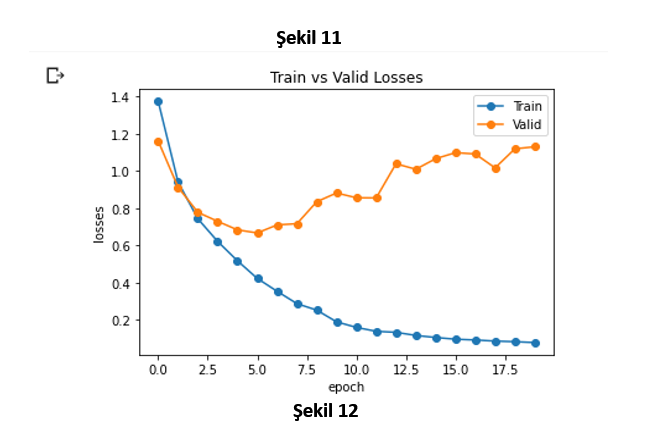 Şekil 11
Train vs Valid Losses
1.4
1.2
1.0
0.8
0.6
0.4
0.2
losses
Train
Valid
0.0 2.5 5.0 7.5 10.0 12.5 15.0 17.5
epoch
Şekil 12